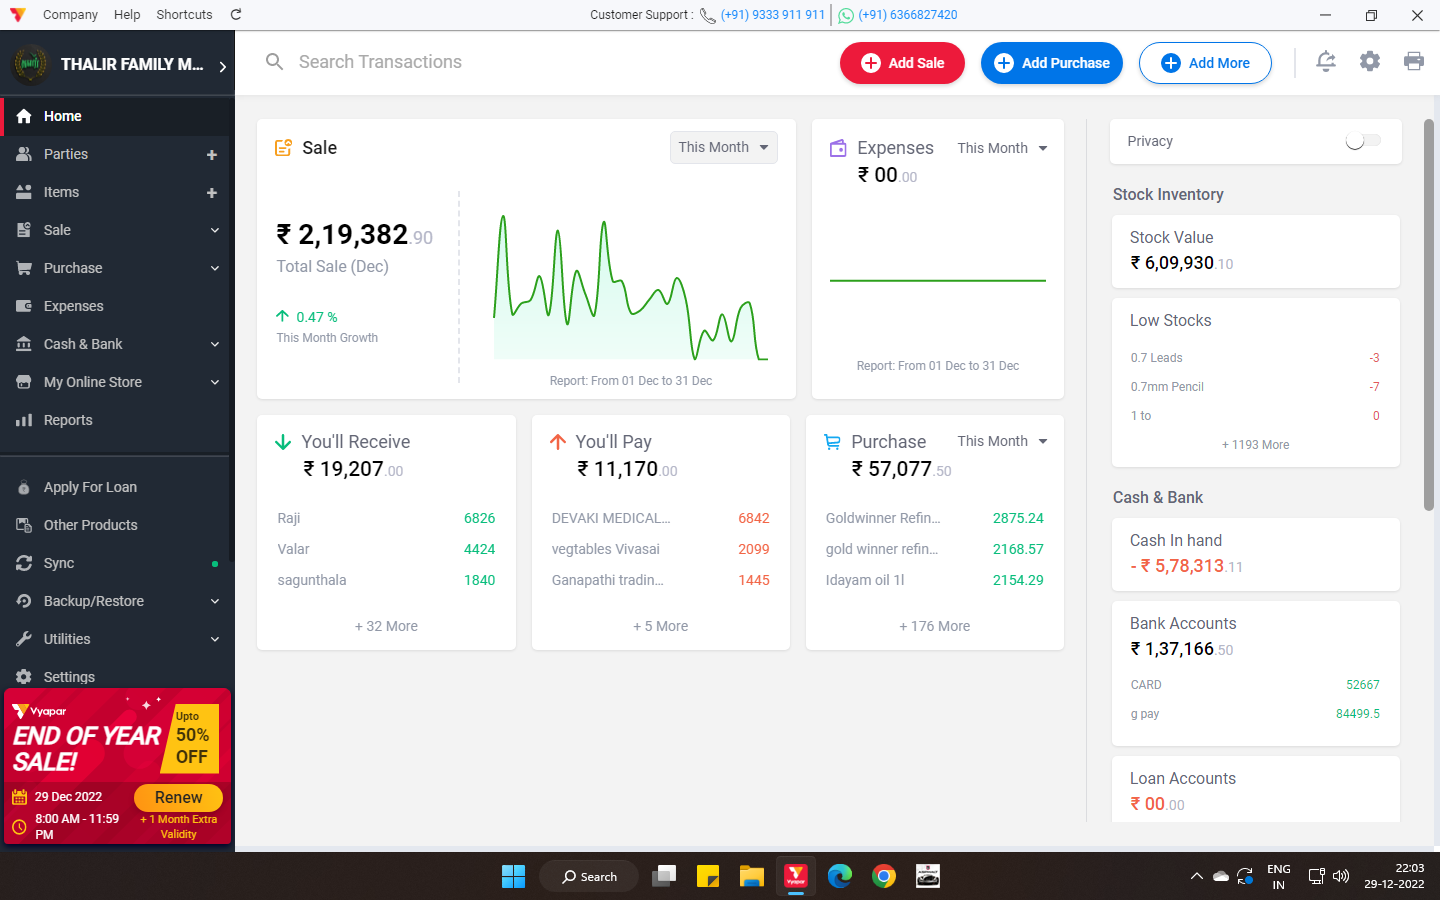 Company Help Shortcuts
Customer Support : (+91) 9333 911 911 (+91) 6366827420
THALIR FAMILY M...
Search Transactions
Add Sale
Add Purchase
Add More
Home
Parties
Items
Sale
Purchase
Expenses
Cash & Bank
My Online Store
Reports
Apply For Loan
Other Products
Sync
Backup/Restore
Utilities
Settings
Vyapar
END OF YEAR
SALE!
Upto
50%
OFF
29 Dec 2022
8:00 AM - 11:59
PM
Renew
+ 1 Month Extra
Validity
Sale
This Month
₹ 2,19,382.90
Total Sale (Dec)
0.47 %
This Month Growth
Report: From 01 Dec to 31 Dec
Expenses
This Month
₹ 00.00
Report: From 01 Dec to 31 Dec
You'll Receive
₹ 19,207.00
Raji 6826
Valar 4424
sagunthala 1840
+ 32 More
You'll Pay
₹ 11,170.00
DEVAKI MEDICAL... 6842
vegtables Vivasai 2099
Ganapathi tradin... 1445
+ 5 More
Purchase
This Month
₹ 57,077.50
Goldwinner Refin... 2875.24
gold winner refin... 2168.57
Idayam oil 1l 2154.29
+ 176 More
Privacy
Stock Inventory
Stock Value
₹ 6,09,930.10
Low Stocks
0.7 Leads -3
0.7mm Pencil -7
1 to 0
+ 1193 More
Cash & Bank
Cash In hand
- ₹ 5,78,313.11
Bank Accounts
₹ 1,37,166.50
CARD 52667
g pay 84499.5
Loan Accounts
₹ 00.00
Search
Vyapar
ENG
IN
22:03
29-12-2022